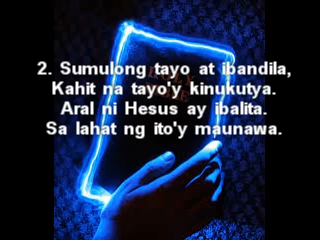 2. Sumulong tayo at ibandila,
Kahit na tayo'y kinukutya.
Aral ni Hesus ay ibalita.
Sa lahat ng ito'y maunawa.